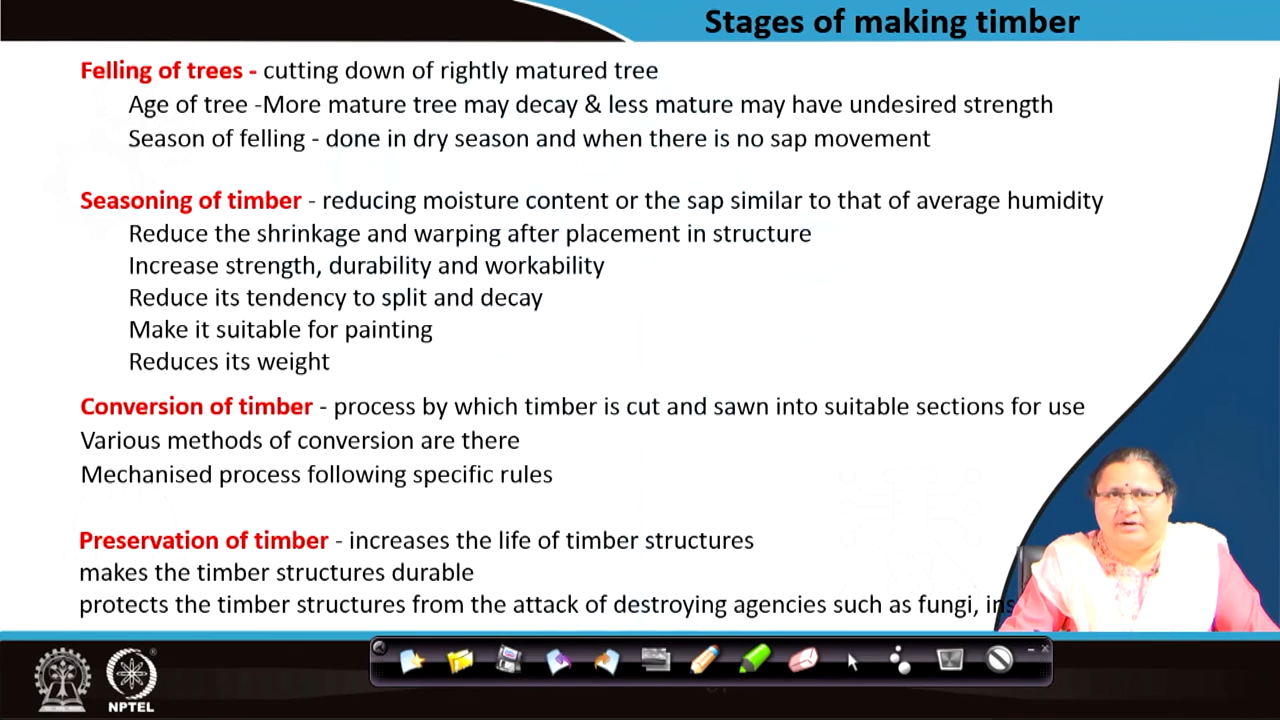 Stages of making timber
Felling of trees - cutting down of rightly matured tree
Age of tree -More mature tree may decay & less mature may have undesired strength
Season of felling - done in dry season and when there is no sap movement
Seasoning of timber - reducing moisture content or the sap similar to that of average humidity
Reduce the shrinkage and warping after placement in structure
Increase strength, durability and workability
Reduce its tendency to split and decay
Make it suitable for painting
Reduces its weight
Conversion of timber - process by which timber is cut and sawn into suitable sections for use
Various methods of conversion are there
Mechanised process following specific rules
Preservation of timber - increases the life of timber structures
makes the timber structures durable
protects the timber structures from the attack of destroying agencies such as fungi,
NPTEL